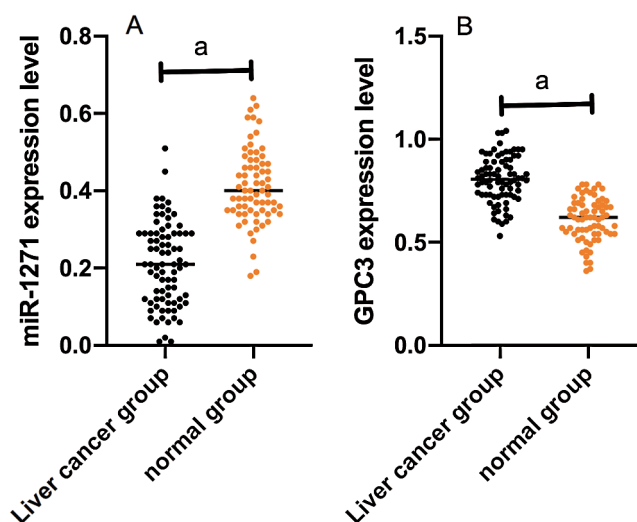 A
miR-1271 expression level
0.8
0.6
0.4
0.2
0.0
a
Liver cancer group
normal group
B
GPC3 expression level
1.5
1.0
0.5
0.0
a
Liver cancer group
normal group